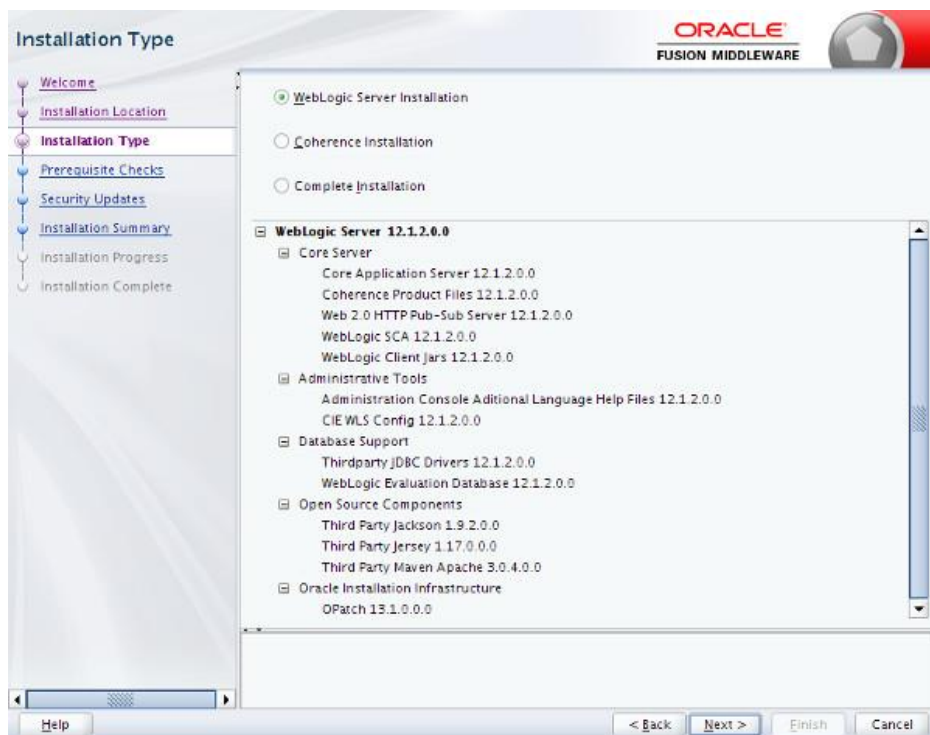 Installation Type
ORACLE
FUSION MIDDLEWARE
Welcome
Installation Location
Installation Type
Prerequisite Checks
Security Updates
Installation Summary
Installation Progress
Installation Complete
WebLogic Server Installation
Coherence Installation
Complete Installation
WebLogic Server 12.1.2.0.0
Core Server
Core Application Server 12.1.2.0.0
Coherence Product Files 12.1.2.0.0
Web 2.0 HTTP Pub-Sub Server 12.1.2.0.0
WebLogic SCA 12.1.2.0.0
WebLogic Client Jars 12.1.2.0.0
Administrative Tools
Administration Console Aditional Language Help Files 12.1.2.0.0
CIE WLS Config 12.1.2.0.0
Database Support
Thirdparty JDBC Drivers 12.1.2.0.0
WebLogic Evaluation Database 12.1.2.0.0
Open Source Components
Third Party Jackson 1.9.2.0.0
Third Party Jersey 1.17.0.0.0
Third Party Maven Apache 3.0.4.0.0
Oracle Installation Infrastructure
OPatch 13.1.0.0.0
Help
< Back Next > Finish Cancel